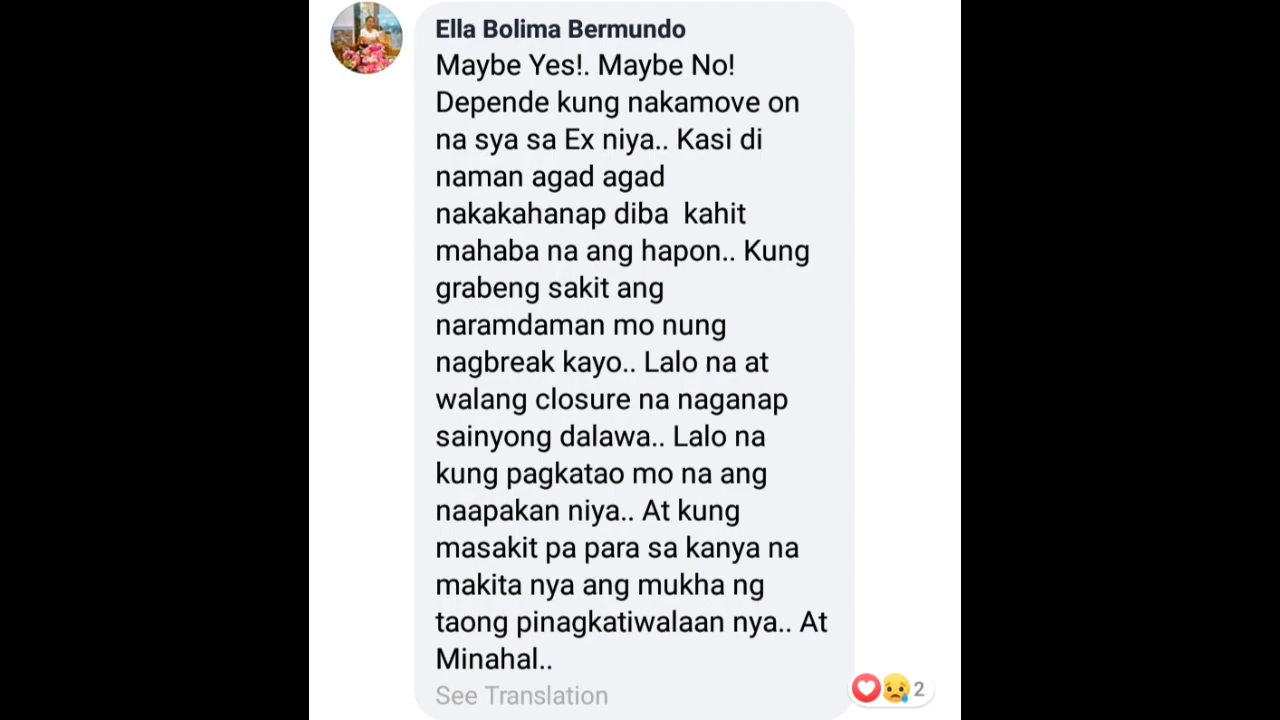 Ella Bolima Bermundo
Maybe Yes!. Maybe No!
Depende kung nakamove on
na sya sa Ex niya.. Kasi di
naman agad agad
nakakahanap diba  kahit
mahaba na ang hapon.. Kung
grabeng sakit ang
naramdaman mo nung
nagbreak kayo.. Lalo na at
walang closure na naganap
sainyong dalawa.. Lalo na
kung pagkatao mo na ang
naapakan niya.. At kung
masakit pa para sa kanya na
makita nya ang mukha ng
taong pinagkatiwalaan nya.. At
Minahal..
See Translation
2